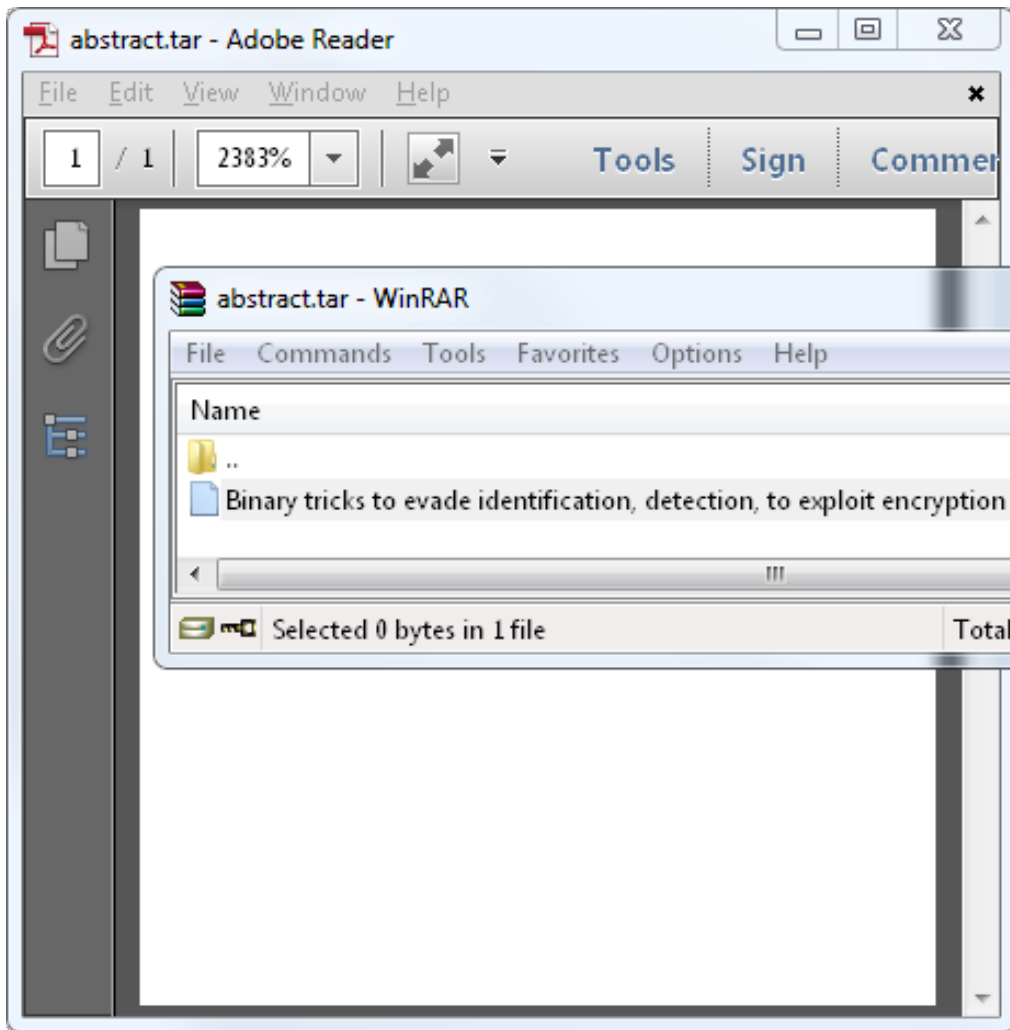 abstract.tar - Adobe Reader
File Edit View Window Help
1 / 1 2383% Tools Sign Commen
abstract.tar - WinRAR
File Commands Tools Favorites Options Help
Name
..
Binary tricks to evade identification, detection, to exploit encryption
Selected 0 bytes in 1 file Total